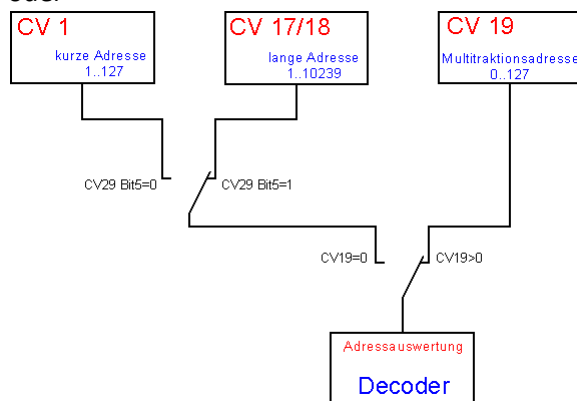 CV 1
kurze Adresse
1..127
CV 17/18
lange Adresse
1..10239
CV 19
Multitraktionsadresse
0..127
CV29 Bit5=0
CV29 Bit5=1
CV19=0
CV19>0
Adressauswertung
Decoder